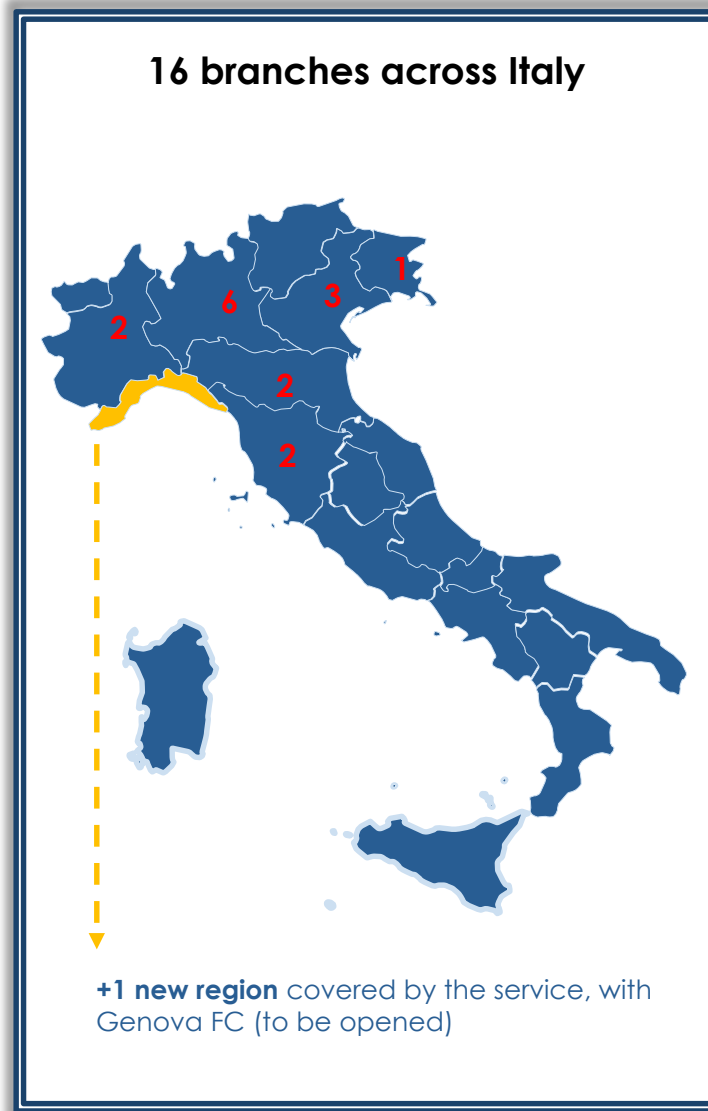 16 branches across Italy
1
3
6
2
2
2
+1 new region covered by the service, with
Genova FC (to be opened)